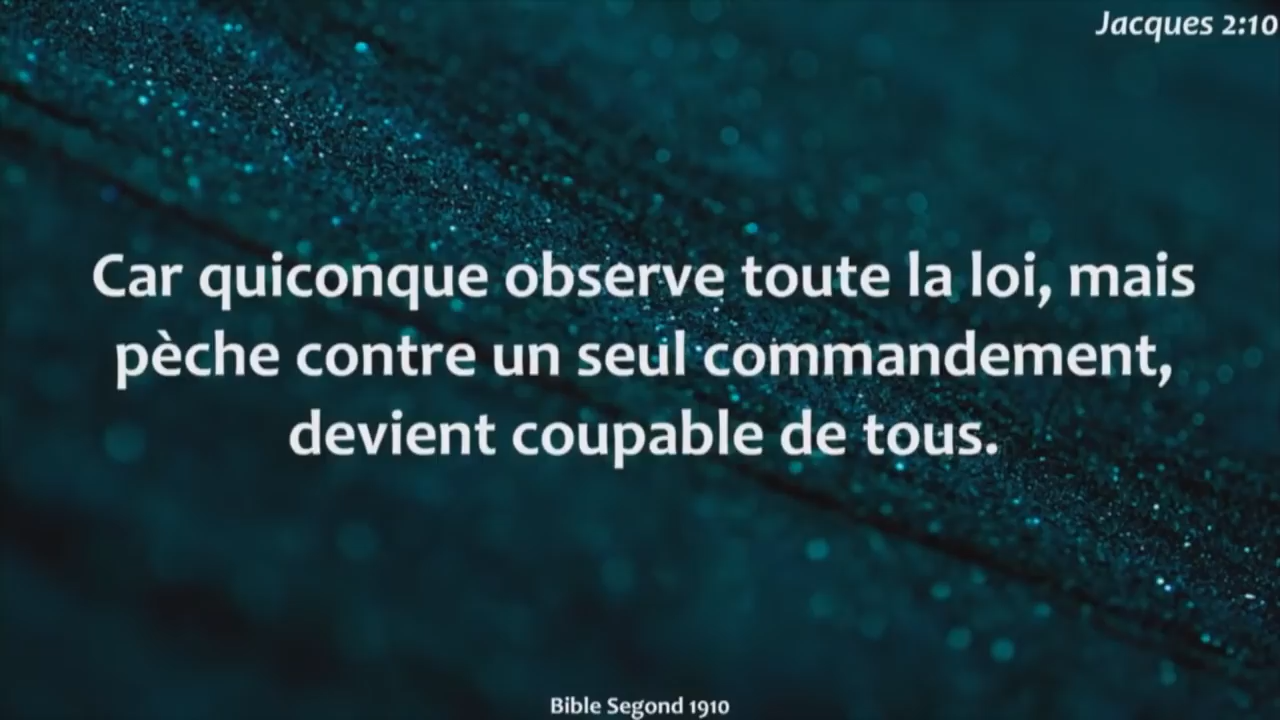 Jacques 2:10
Car quiconque observe toute la loi, mais
pèche contre un seul commandement,
devient coupable de tous.
Bible Segond 1910